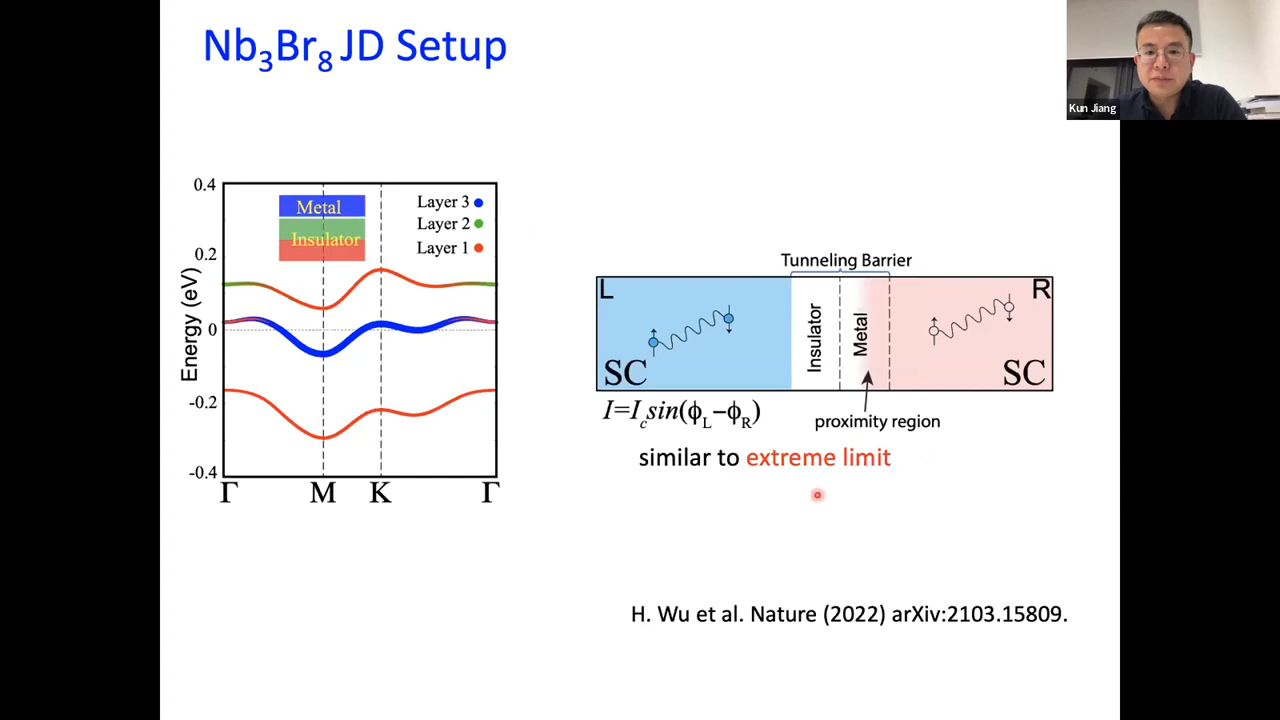 Nb₃Br₈ JD Setup
Kun Jiang
0.4
0.2
0
-0.2
-0.4
Energy (eV)
Metal
Insulator
Layer 3
Layer 2
Layer 1
Γ M K Γ
Tunneling Barrier
L
R
Insulator
Metal
SC
SC
I=I_c sin(ϕ_L−ϕ_R)
proximity region
similar to extreme limit
H. Wu et al. Nature (2022) arXiv:2103.15809.